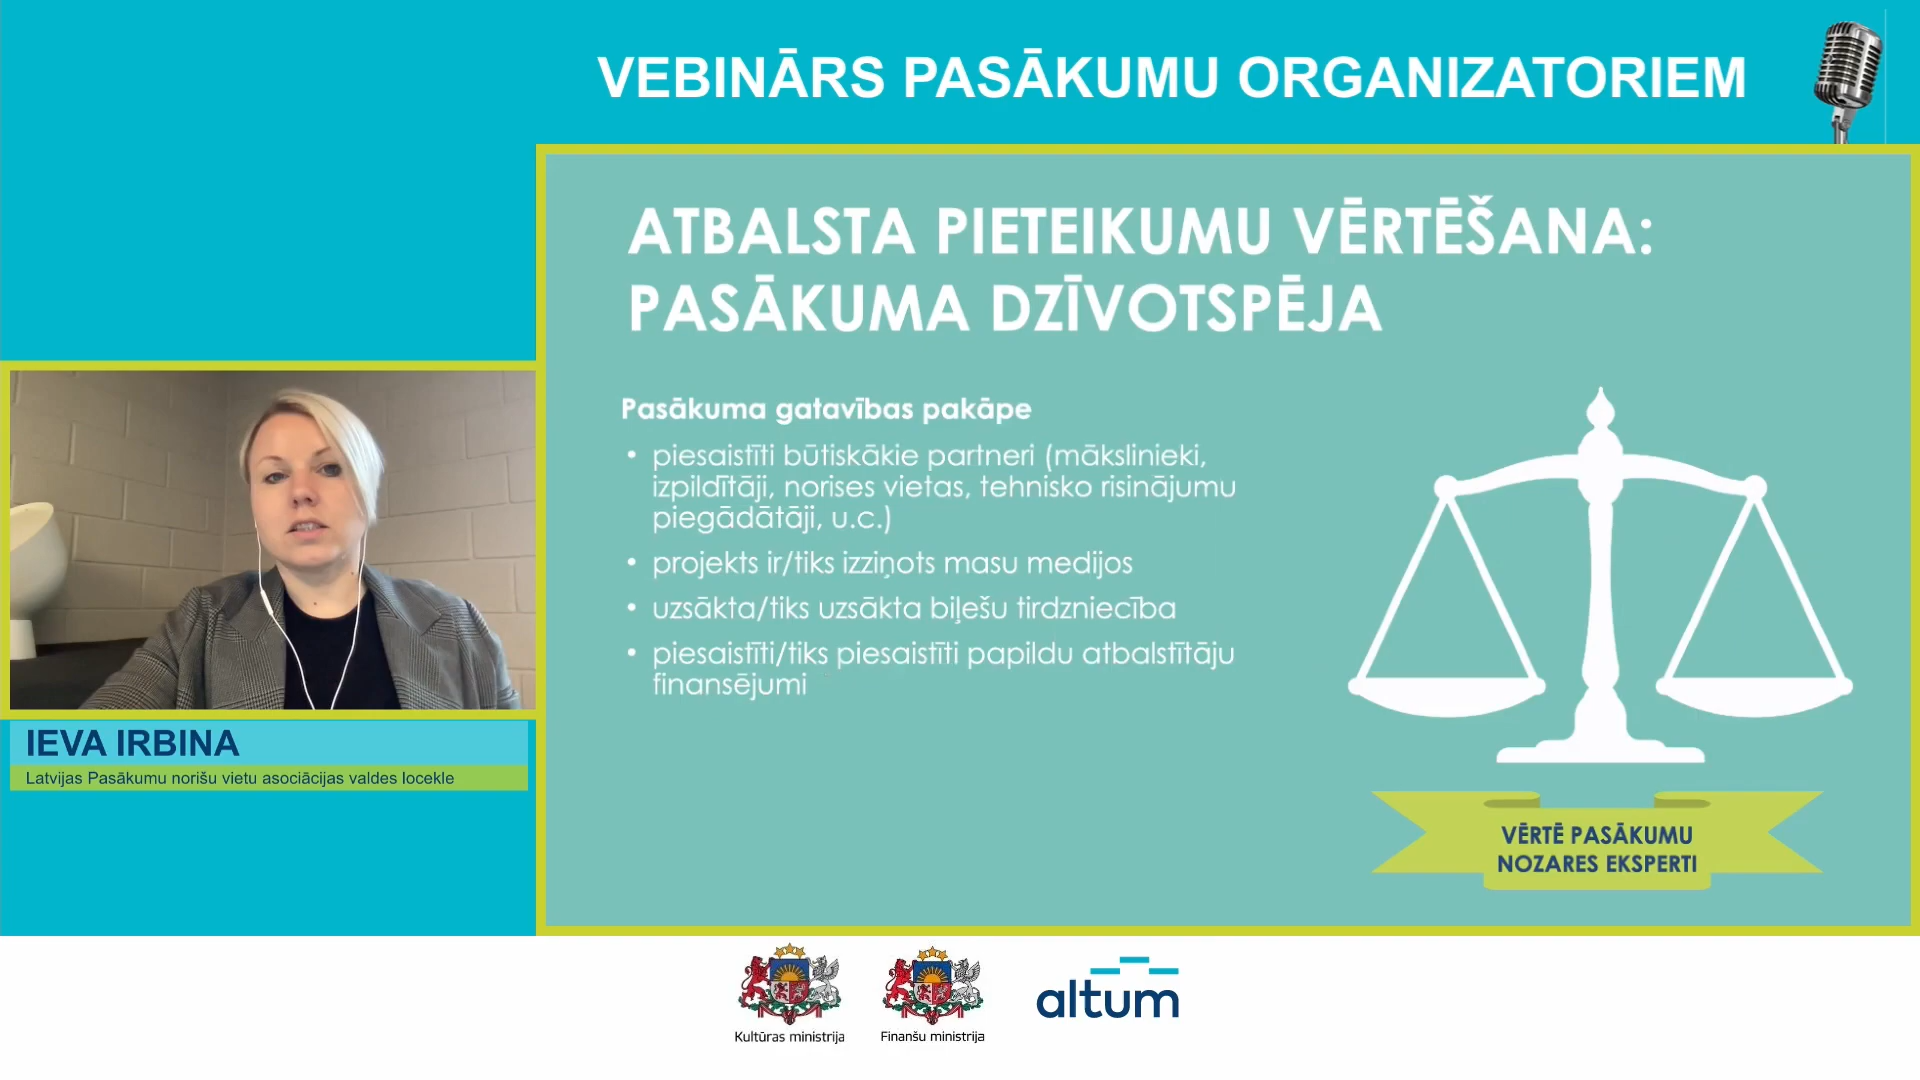 VEBINĀRS PASĀKUMU ORGANIZATORIEM
ATBALSTA PIETEIKUMU VĒRTĒŠANA:
PASĀKUMA DZĪVOTSPĒJA
Pasākuma gatavības pakāpe
• piesaistīti būtiskākie partneri (mākslinieki,
izpildītāji, norises vietas, tehnisko risinājumu
piegādātāji, u.c.)
• projekts ir/tiks izziņots masu medijos
• uzsākta/tiks uzsākta biļešu tirdzniecība
• piesaistīti/tiks piesaistīti papildu atbalstītāju
finansējumi
VĒRTĒ PASĀKUMU
NOZARES EKSPERTI
IEVA IRBINA
Latvijas Pasākumu norišu vietu asociācijas valdes locekle
Kultūras ministrija
Finanšu ministrija
altum